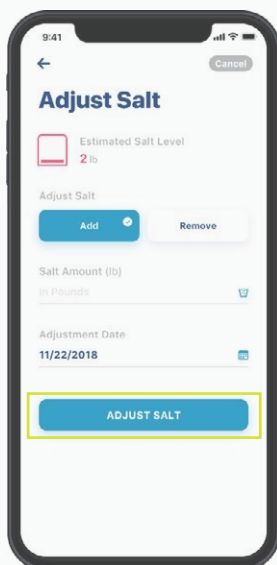 9:41
Cancel
Adjust Salt
Estimated Salt Level
2 lb
Adjust Salt
Add
Remove
Salt Amount (lb)
In Pounds
Adjustment Date
11/22/2018
ADJUST SALT